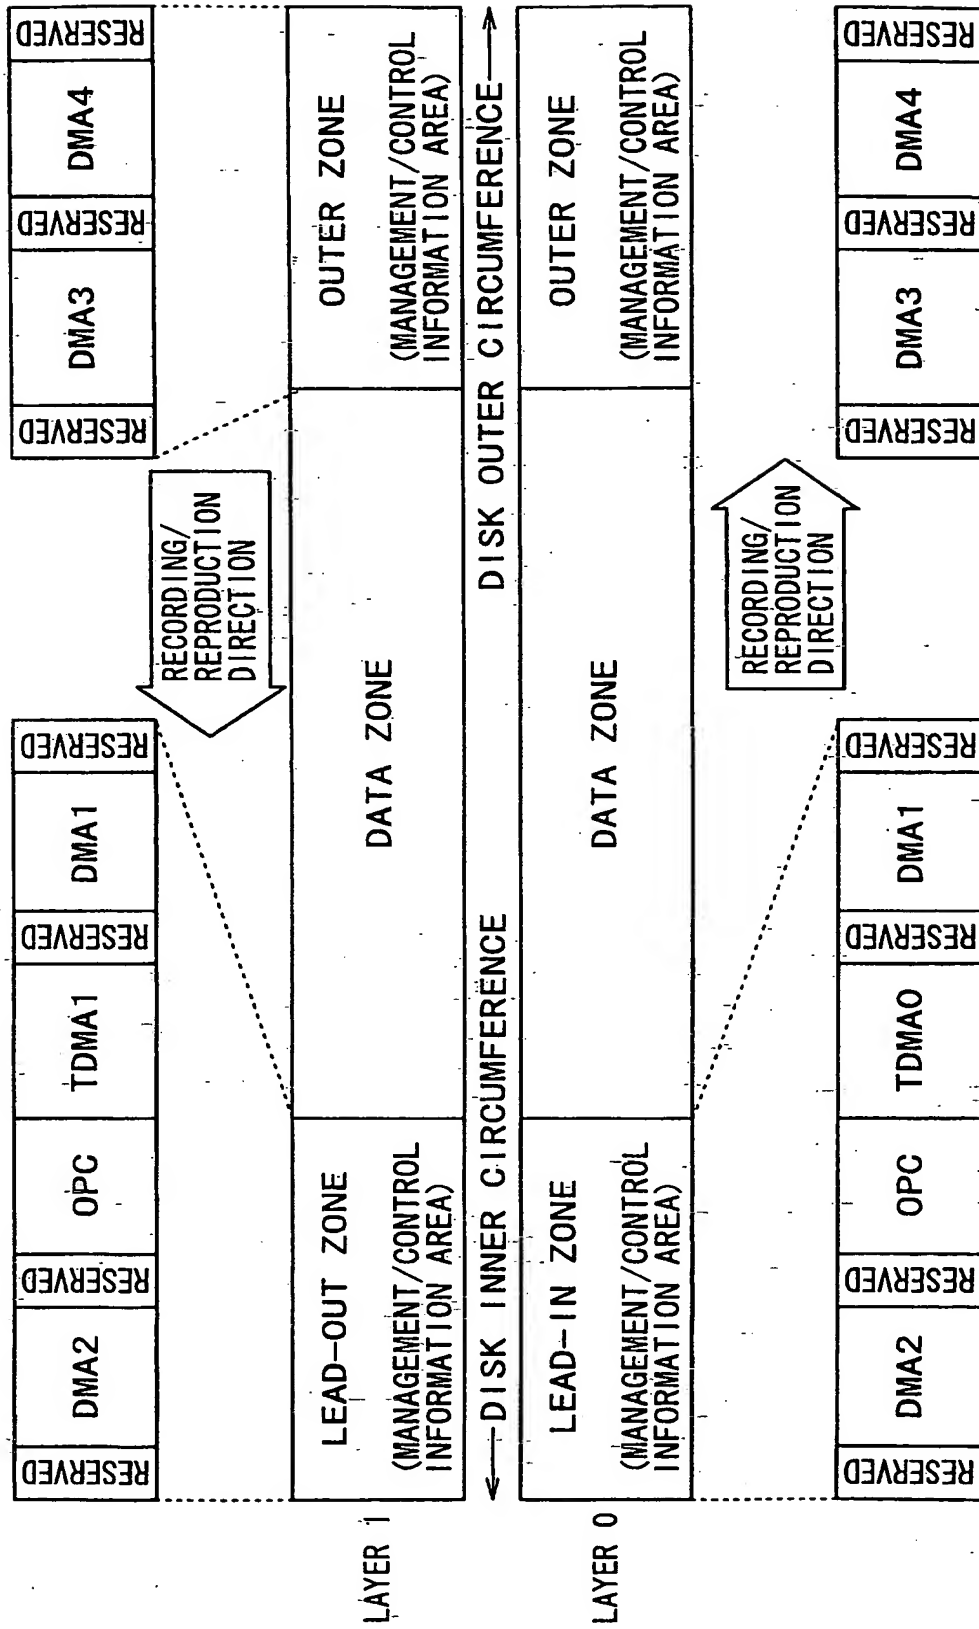 RESERVED
DMA2
RESERVED
OPC
TDMA1
RESERVED
DMA1
RESERVED
RESERVED
DMA3
RESERVED
DMA4
RESERVED
RECORDING/
REPRODUCTION
DIRECTION
LAYER 1
LEAD-OUT ZONE
(MANAGEMENT/CONTROL
INFORMATION AREA)
DATA ZONE
OUTER ZONE
(MANAGEMENT/CONTROL
INFORMATION AREA)
DISK INNER CIRCUMFERENCE
DISK OUTER CIRCUMFERENCE
LAYER 0
LEAD-IN ZONE
(MANAGEMENT/CONTROL
INFORMATION AREA)
DATA ZONE
OUTER ZONE
(MANAGEMENT/CONTROL
INFORMATION AREA)
RECORDING/
REPRODUCTION
DIRECTION
RESERVED
DMA2
RESERVED
OPC
TDMA0
RESERVED
DMA1
RESERVED
RESERVED
DMA3
RESERVED
DMA4
RESERVED